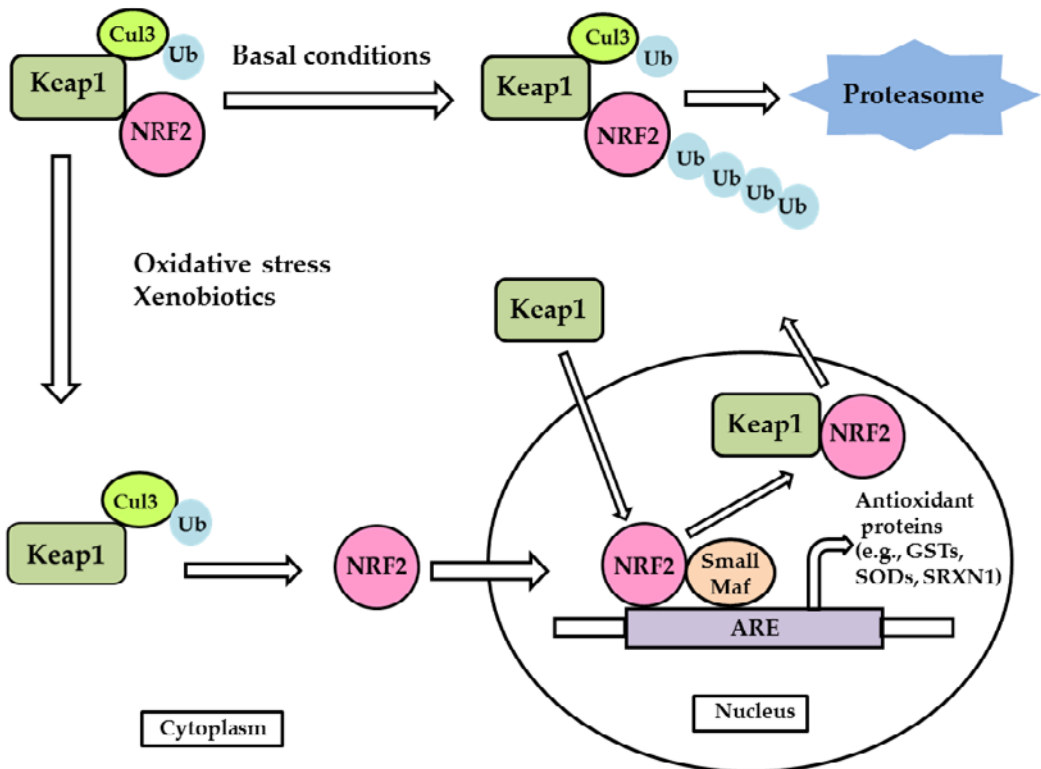 Cul3
Ub
Keap1
NRF2
Basal conditions
Cul3
Ub
Keap1
NRF2
Ub
Ub
Ub
Ub
Proteasome
Oxidative stress
Xenobiotics
Keap1
Keap1
NRF2
Cul3
Ub
Keap1
NRF2
NRF2
Small
Maf
Antioxidant
proteins
(e.g., GSTs,
SODs, SRXN1)
ARE
Cytoplasm
Nucleus